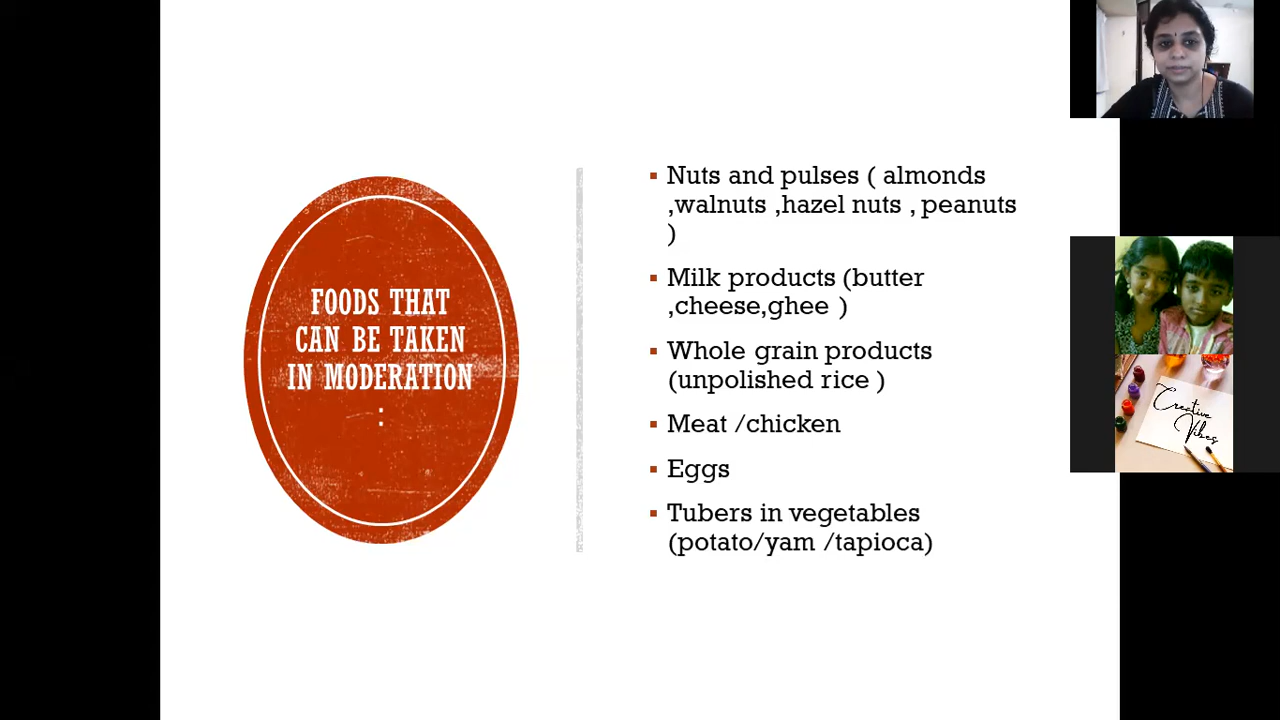 FOODS THAT
CAN BE TAKEN
IN MODERATION
:
▪ Nuts and pulses ( almonds
,walnuts ,hazel nuts , peanuts
)
▪ Milk products (butter
,cheese,ghee )
▪ Whole grain products
(unpolished rice )
▪ Meat /chicken
▪ Eggs
▪ Tubers in vegetables
(potato/yam /tapioca)
Creative
Vibes